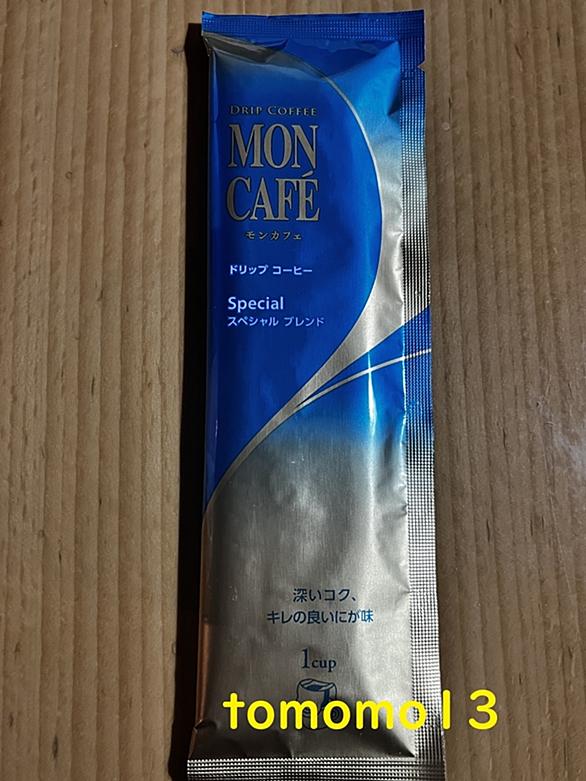 DRIP COFFEE
MON
CAFÉ
モンカフェ
ドリップ コーヒー
Special
スペシャル ブレンド
深いコク、
キレの良いにが味
1cup
tomomo13